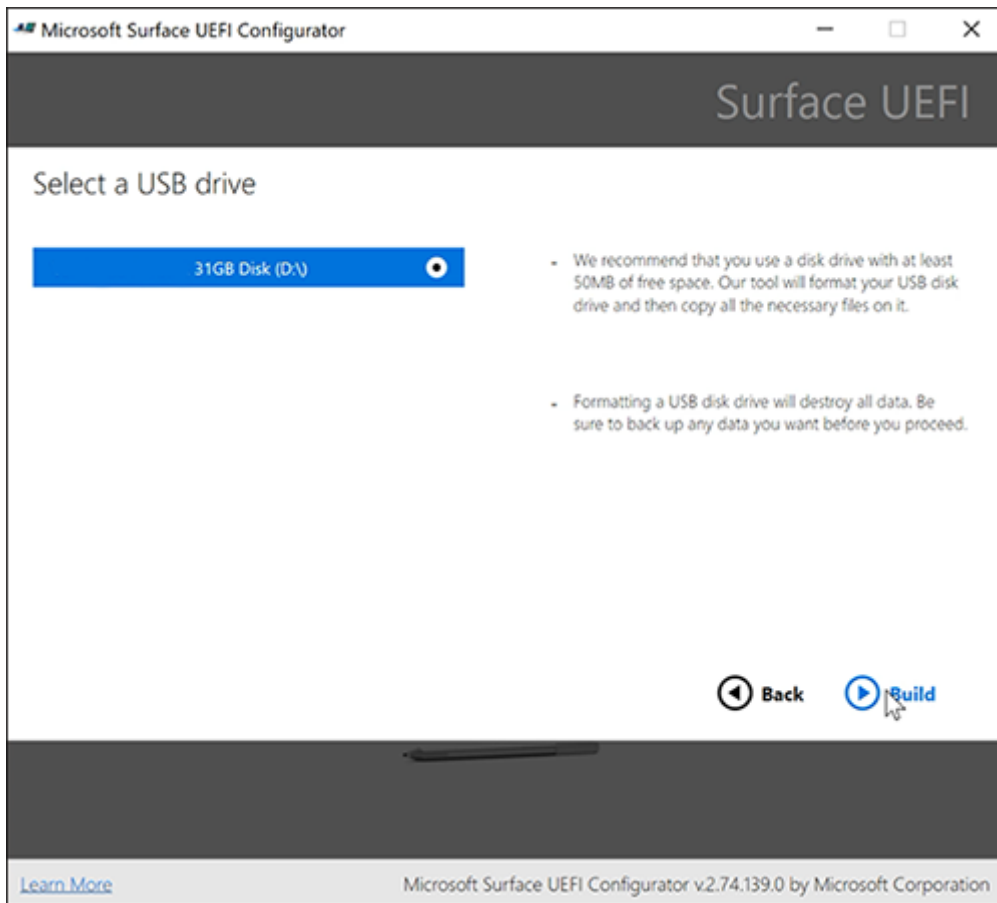 Microsoft Surface UEFI Configurator
Surface UEFI
Select a USB drive
31GB Disk (D:\)
- We recommend that you use a disk drive with at least
50MB of free space. Our tool will format your USB disk
drive and then copy all the necessary files on it.
- Formatting a USB disk drive will destroy all data. Be
sure to back up any data you want before you proceed.
Back
Build
Learn More
Microsoft Surface UEFI Configurator v.2.74.139.0 by Microsoft Corporation